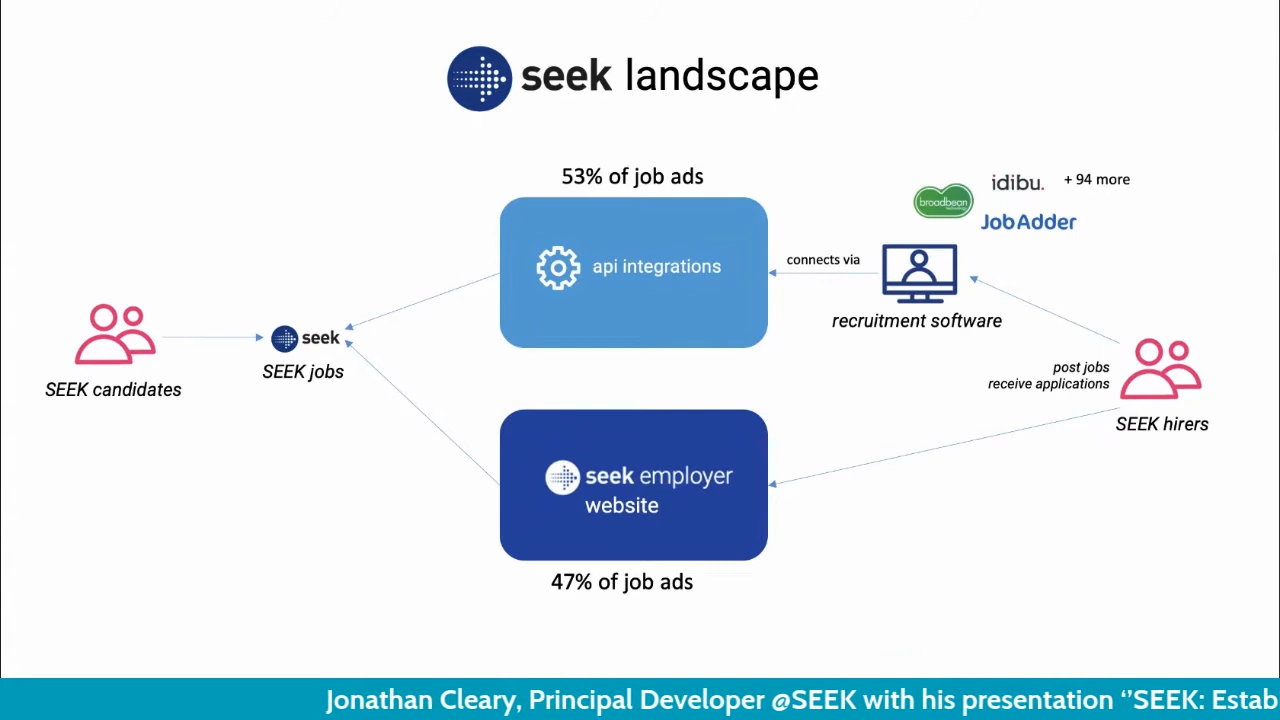 seek landscape
53% of job ads
api integrations
connects via
broadbean
technology
idibu.
+ 94 more
JobAdder
recruitment software
SEEK candidates
seek
SEEK jobs
post jobs
receive applications
SEEK hirers
seek employer
website
47% of job ads
Jonathan Cleary, Principal Developer @SEEK with his presentation “SEEK: Estab